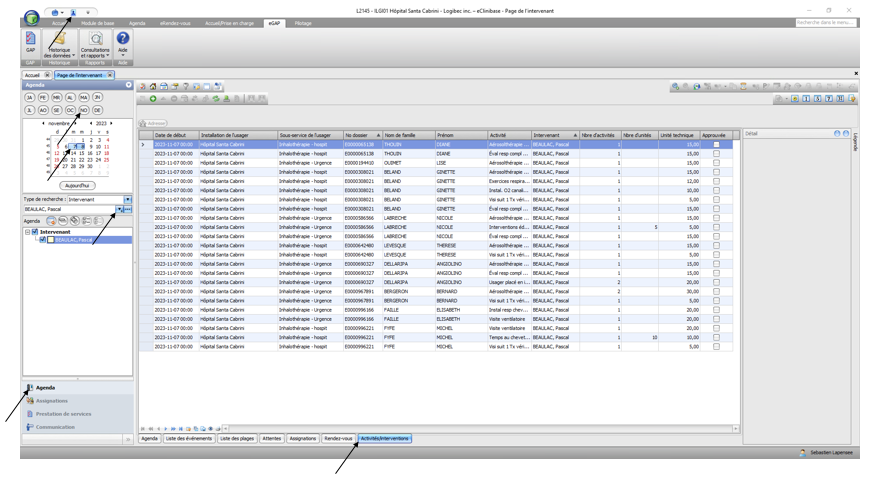 L2145 - ILGI01 Hôpital Santa Cabrini - Logibec inc. – eClinibase - Page de l'intervenant
Accueil Module de base Agenda eRendez-vous Accueil/Prise en charge eGAP Pilotage
Recherche dans le menu...
GAP Historique des données Consultations et rapports Aide
GAP Historique Rapports Aide
Accueil Page de l'intervenant
Agenda
JA FE MR AL MA JN
JL AO SE OC NO DE
novembre 2023
d l m m j v s
1 2 3 4
5 6 7 8 9 10 11
12 13 14 15 16 17 18
19 20 21 22 23 24 25
26 27 28 29 30
Aujourd'hui
Type de recherche : Intervenant
BEAULAC, Pascal
Agenda
Intervenant
BEAULAC, Pascal
Agenda
Assignations
Prestation de services
Communication
Adresser
Date de début Installation de l'usager Sous-service de l'usager No dossier Nom de famille Prénom Activité Intervenant Nbre d'activités Nbre d'unités Unité technique Approuvée
2023-11-07 00:00 Hôpital Santa Cabrini Inhalothérapie - hospit E0000065138 THOUIN DIANE Aérosolthérapie ... BEAULAC, Pascal 1 15,00
2023-11-07 00:00 Hôpital Santa Cabrini Inhalothérapie - hospit E0000065138 THOUIN DIANE Éval resp compl ... BEAULAC, Pascal 1 15,00
2023-11-07 00:00 Hôpital Santa Cabrini Inhalothérapie - hospit E0000194410 OUIMET LISE Aérosolthérapie ... BEAULAC, Pascal 1 15,00
2023-11-07 00:00 Hôpital Santa Cabrini Inhalothérapie - hospit E0000308021 BELAND GINETTE Aérosolthérapie ... BEAULAC, Pascal 1 15,00
2023-11-07 00:00 Hôpital Santa Cabrini Inhalothérapie - hospit E0000308021 BELAND GINETTE Exercices respira... BEAULAC, Pascal 1 12,00
2023-11-07 00:00 Hôpital Santa Cabrini Inhalothérapie - hospit E0000308021 BELAND GINETTE Instal. O2 canal... BEAULAC, Pascal 1 10,00
2023-11-07 00:00 Hôpital Santa Cabrini Inhalothérapie - hospit E0000308021 BELAND GINETTE Visi suit 1 Tx véri... BEAULAC, Pascal 1 5,00
2023-11-07 00:00 Hôpital Santa Cabrini Inhalothérapie - hospit E0000308021 BELAND GINETTE Éval resp compl ... BEAULAC, Pascal 1 15,00
2023-11-07 00:00 Hôpital Santa Cabrini Inhalothérapie - Urgence E0000586566 LABRECHE NICOLE Aérosolthérapie ... BEAULAC, Pascal 1 15,00
2023-11-07 00:00 Hôpital Santa Cabrini Inhalothérapie - Urgence E0000586566 LABRECHE NICOLE Interventions éd... BEAULAC, Pascal 5 5,00
2023-11-07 00:00 Hôpital Santa Cabrini Inhalothérapie - Urgence E0000586566 LABRECHE NICOLE Éval resp compl ... BEAULAC, Pascal 1 15,00
2023-11-07 00:00 Hôpital Santa Cabrini Inhalothérapie - hospit E0000642480 LEVESQUE THERESE Aérosolthérapie ... BEAULAC, Pascal 1 15,00
2023-11-07 00:00 Hôpital Santa Cabrini Inhalothérapie - hospit E0000642480 LEVESQUE THERESE Visi suit 1 Tx véri... BEAULAC, Pascal 1 5,00
2023-11-07 00:00 Hôpital Santa Cabrini Inhalothérapie - Urgence E0000690327 DELLARIPA ANGIOLINO Aérosolthérapie ... BEAULAC, Pascal 1 15,00
2023-11-07 00:00 Hôpital Santa Cabrini Inhalothérapie - Urgence E0000690327 DELLARIPA ANGIOLINO Éval resp compl ... BEAULAC, Pascal 1 15,00
2023-11-07 00:00 Hôpital Santa Cabrini Inhalothérapie - Urgence E0000690327 DELLARIPA ANGIOLINO Usager placé en i... BEAULAC, Pascal 2 20,00
2023-11-07 00:00 Hôpital Santa Cabrini Inhalothérapie - Urgence E0000967891 BERGERON BERNARD Aérosolthérapie ... BEAULAC, Pascal 2 30,00
2023-11-07 00:00 Hôpital Santa Cabrini Inhalothérapie - Urgence E0000967891 BERGERON BERNARD Visi suit 1 Tx véri... BEAULAC, Pascal 1 5,00
2023-11-07 00:00 Hôpital Santa Cabrini Inhalothérapie - Urgence E0000996166 FAILLE ELISABETH Instal resp chev... BEAULAC, Pascal 1 20,00
2023-11-07 00:00 Hôpital Santa Cabrini Inhalothérapie - Urgence E0000996166 FAILLE ELISABETH Visite ventilatoire BEAULAC, Pascal 1 20,00
2023-11-07 00:00 Hôpital Santa Cabrini Inhalothérapie - hospit E0000996221 FYFE MICHEL Visite ventilatoire BEAULAC, Pascal 1 20,00
2023-11-07 00:00 Hôpital Santa Cabrini Inhalothérapie - hospit E0000996221 FYFE MICHEL Temps au chevet... BEAULAC, Pascal 10 10,00
2023-11-07 00:00 Hôpital Santa Cabrini Inhalothérapie - hospit E0000996221 FYFE MICHEL Visi suit 1 Tx véri... BEAULAC, Pascal 1 5,00
Détail
Légende
Agenda Liste des événements Liste des plages Attentes Assignations Rendez-vous Activités/interventions
Sebastien Lapensee